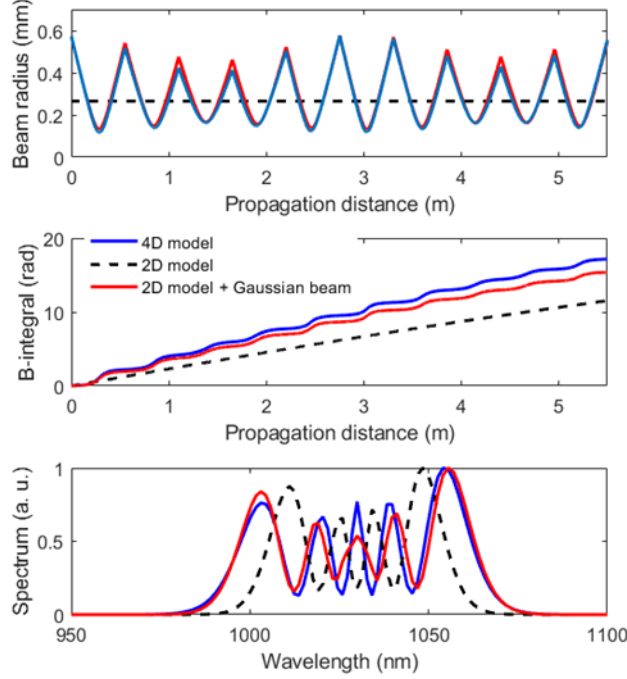 Beam radius (mm)
0.6
0.4
0.2
0
0 1 2 3 4 5
Propagation distance (m)
B-integral (rad)
20
10
0
4D model
2D model
2D model + Gaussian beam
0 1 2 3 4 5
Propagation distance (m)
Spectrum (a. u.)
1
0.5
0
950 1000 1050 1100
Wavelength (nm)